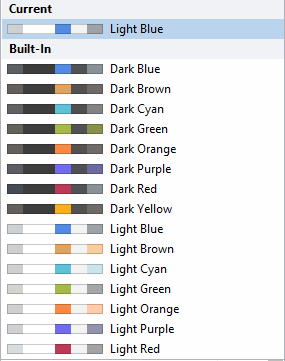 Current
Light Blue
Built-In
Dark Blue
Dark Brown
Dark Cyan
Dark Green
Dark Orange
Dark Purple
Dark Red
Dark Yellow
Light Blue
Light Brown
Light Cyan
Light Green
Light Orange
Light Purple
Light Red